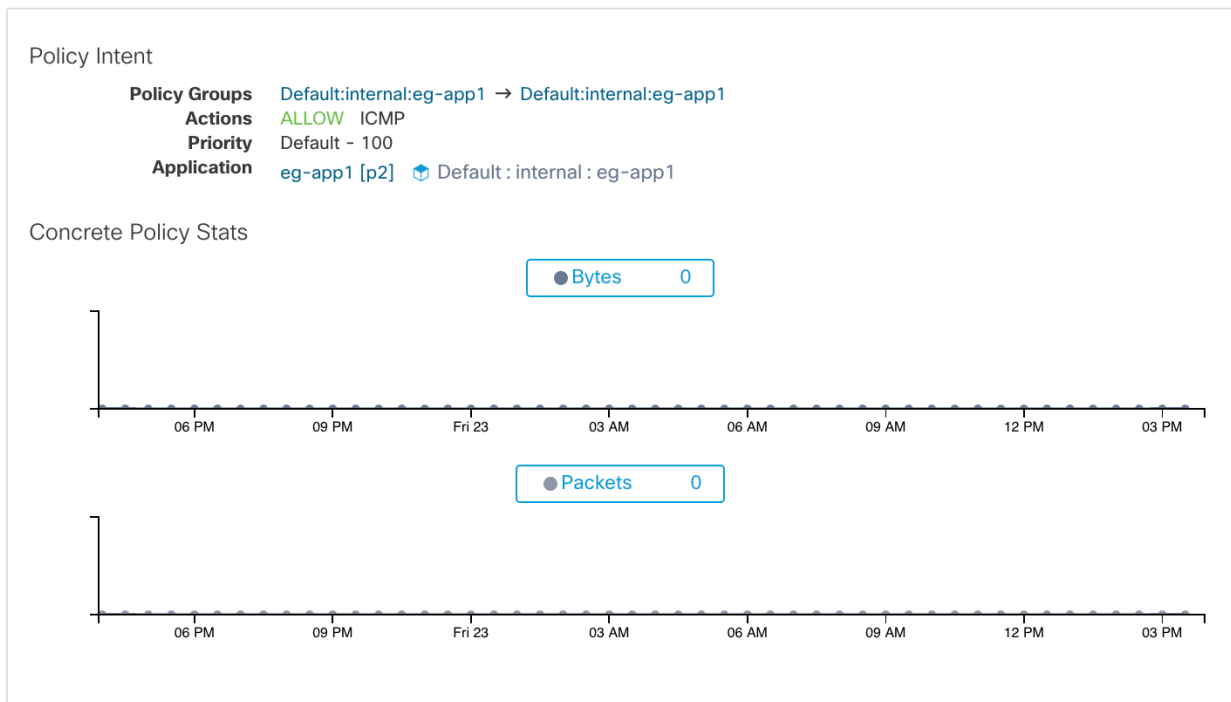 Policy Intent
Policy Groups Default:internal:eg-app1 → Default:internal:eg-app1
Actions ALLOW ICMP
Priority Default - 100
Application eg-app1 [p2] Default : internal : eg-app1
Concrete Policy Stats
Bytes 0
06 PM 09 PM Fri 23 03 AM 06 AM 09 AM 12 PM 03 PM
Packets 0
06 PM 09 PM Fri 23 03 AM 06 AM 09 AM 12 PM 03 PM